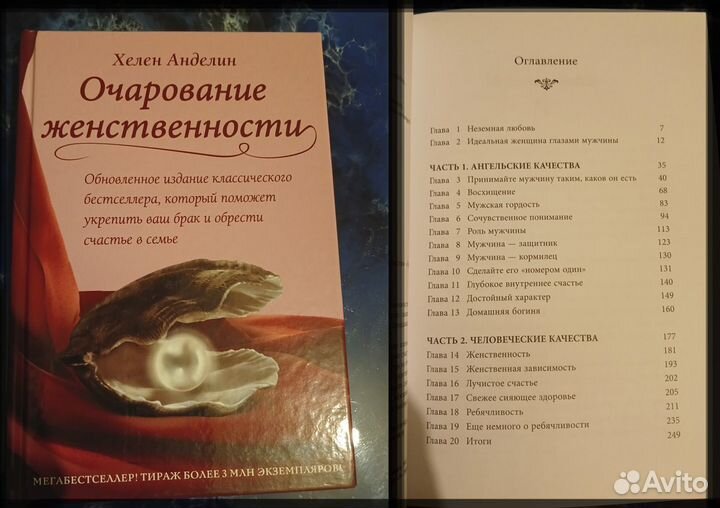 Хелен Анделин
Очарование
женственности
Обновленное издание классического
бестселлера, который поможет
укрепить ваш брак и обрести
счастье в семье
МЕГАБЕСТСЕЛЛЕР! ТИРАЖ БОЛЕЕ 3 МЛН ЭКЗЕМПЛЯРОВ!
Оглавление
Глава 1 Неземная любовь 7
Глава 2 Идеальная женщина глазами мужчины 12
ЧАСТЬ 1. АНГЕЛЬСКИЕ КАЧЕСТВА 35
Глава 3 Принимайте мужчину таким, каков он есть 40
Глава 4 Восхищение 68
Глава 5 Мужская гордость 83
Глава 6 Сочувственное понимание 94
Глава 7 Роль мужчины 113
Глава 8 Мужчина — защитник 123
Глава 9 Мужчина — кормилец 130
Глава 10 Сделайте его «номером один» 131
Глава 11 Глубокое внутреннее счастье 140
Глава 12 Достойный характер 149
Глава 13 Домашняя богиня 160
ЧАСТЬ 2. ЧЕЛОВЕЧЕСКИЕ КАЧЕСТВА 177
Глава 14 Женственность 181
Глава 15 Женственная зависимость 193
Глава 16 Лучистое счастье 202
Глава 17 Свежее сияющее здоровье 205
Глава 18 Ребячливость 211
Глава 19 Еще немного о ребячливости 235
Глава 20 Итоги 249
Avito